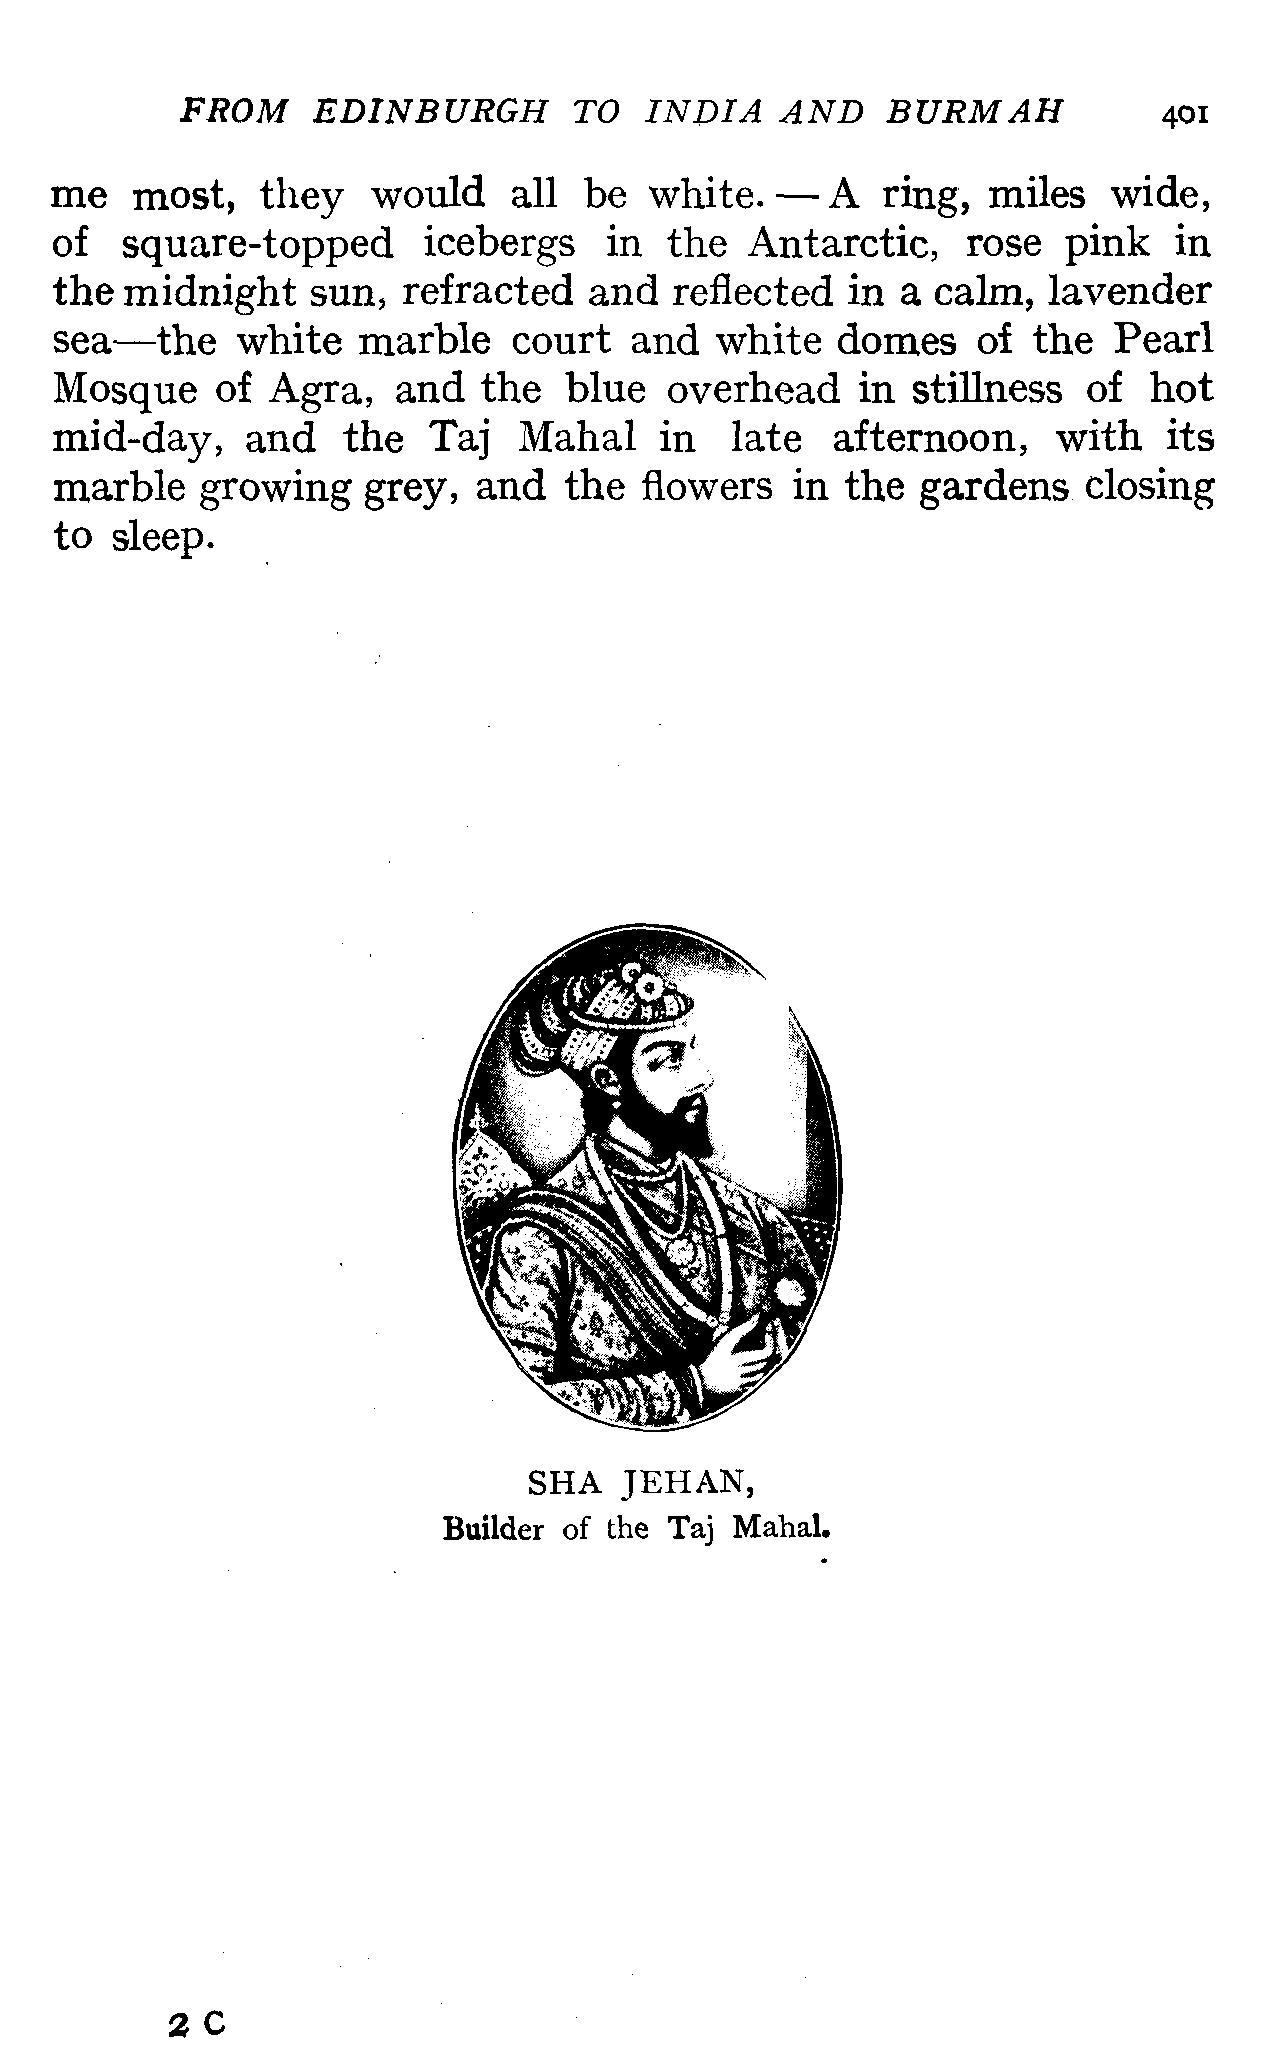 FROM EDINBURGH TO INDIA AND BURMAH 401
me most, they would all be white. — A ring, miles wide,
of square-topped icebergs in the Antarctic, rose pink in
the midnight sun, refracted and reflected in a calm, lavender
sea—the white marble court and white domes of the Pearl
Mosque of Agra, and the blue overhead in stillness of hot
mid-day, and the Taj Mahal in late afternoon, with its
marble growing grey, and the flowers in the gardens closing
to sleep.
SHA JEHAN,
Builder of the Taj Mahal.
2 C